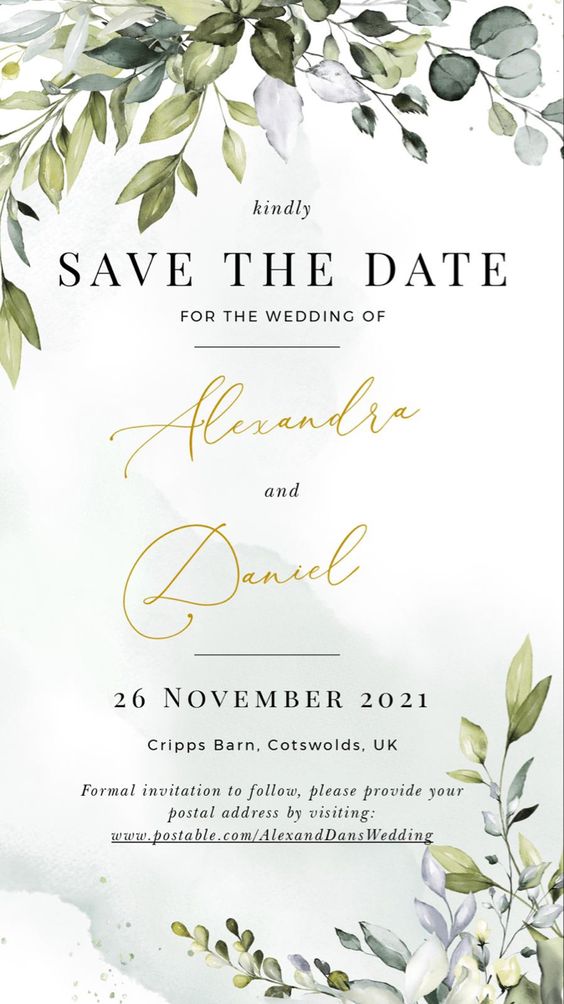 kindly
SAVE THE DATE
FOR THE WEDDING OF
Alexandra
and
Daniel
26 November 2021
Cripps Barn, Cotswolds, UK
Formal invitation to follow, please provide your
postal address by visiting:
www.postable.com/AlexandDansWedding